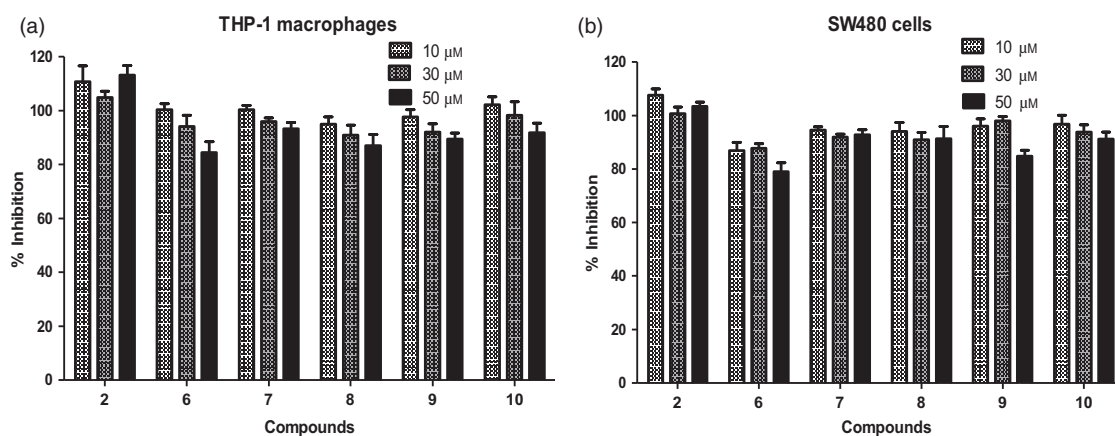 (a)
THP-1 macrophages
10 μM
30 μM
50 μM
120
100
80
60
40
20
0
% Inhibition
2 6 7 8 9 10
Compounds
(b)
SW480 cells
10 μM
30 μM
50 μM
120
100
80
60
40
20
0
% Inhibition
2 6 7 8 9 10
Compounds